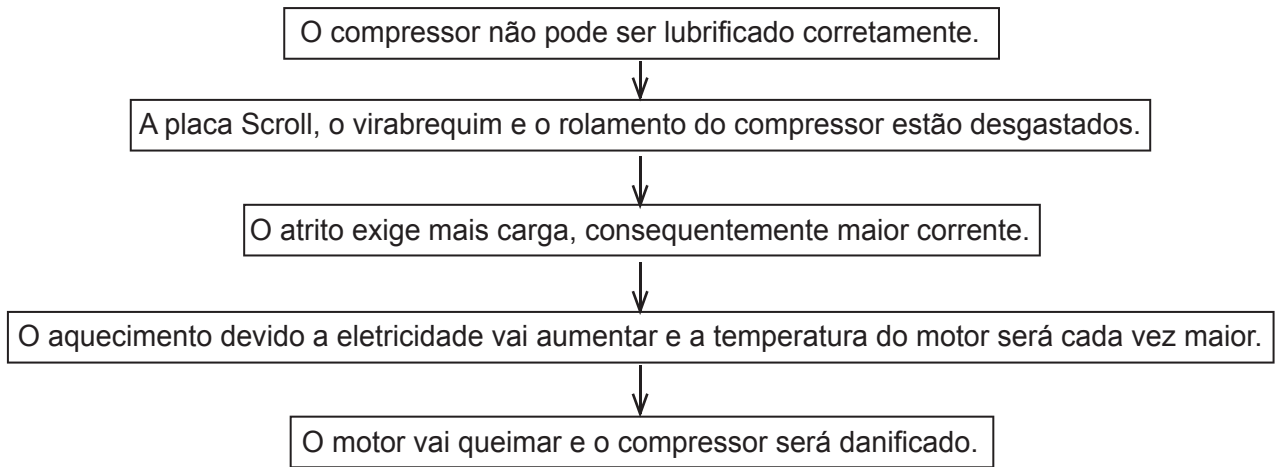 O compressor não pode ser lubrificado corretamente.
A placa Scroll, o virabrequim e o rolamento do compressor estão desgastados.
O atrito exige mais carga, consequentemente maior corrente.
O aquecimento devido a eletricidade vai aumentar e a temperatura do motor será cada vez maior.
O motor vai queimar e o compressor será danificado.